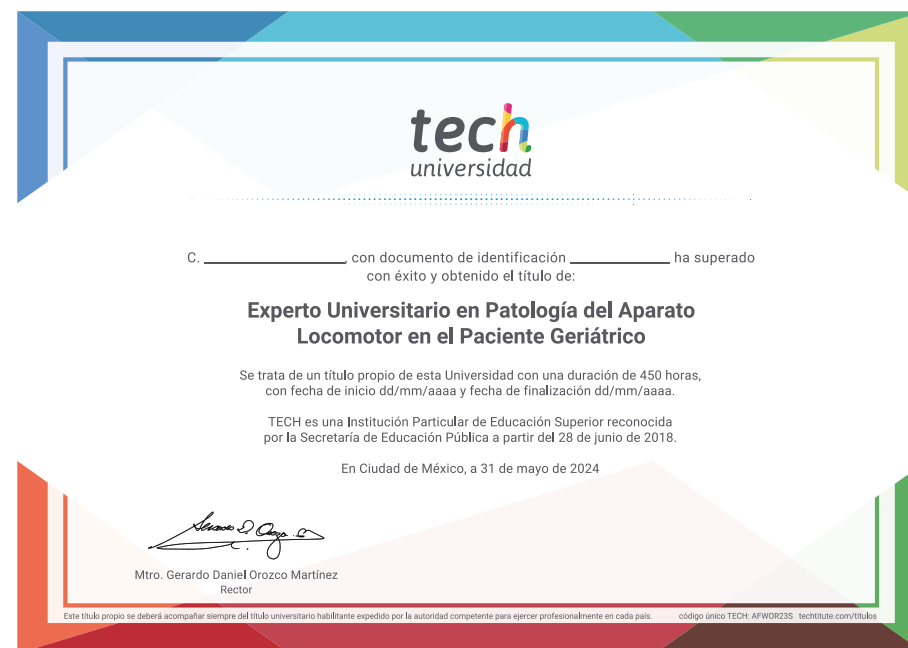 tech
universidad
C. ____________, con documento de identificación ____________ ha superado
con éxito y obtenido el título de:
Experto Universitario en Patología del Aparato
Locomotor en el Paciente Geriátrico
Se trata de un título propio de esta Universidad con una duración de 450 horas,
con fecha de inicio dd/mm/aaaa y fecha de finalización dd/mm/aaaa.
TECH es una Institución Particular de Educación Superior reconocida
por la Secretaría de Educación Pública a partir del 28 de junio de 2018.
En Ciudad de México, a 31 de mayo de 2024
Mtro. Gerardo Daniel Orozco Martínez
Rector
Este título propio se deberá acompañar siempre del título universitario habilitante expedido por la autoridad competente para ejercer profesionalmente en cada país. código único TECH: AFWOR23S techtitute.com/titulos